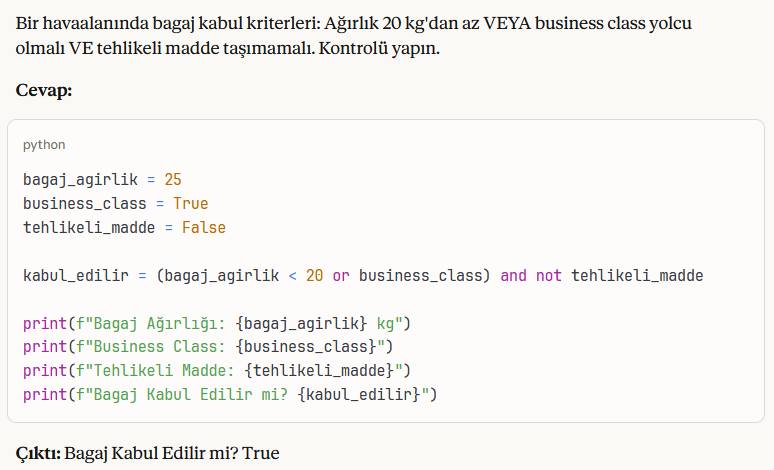 Bir havaalanında bagaj kabul kriterleri: Ağırlık 20 kg'dan az VEYA business class yolcu
olmalı VE tehlikeli madde taşımamalı. Kontrolü yapın.
Cevap:
python
bagaj_agirlik = 25
business_class = True
tehlikeli_madde = False
kabul_edilir = (bagaj_agirlik < 20 or business_class) and not tehlikeli_madde
print(f"Bagaj Ağırlığı: {bagaj_agirlik} kg")
print(f"Business Class: {business_class}")
print(f"Tehlikeli Madde: {tehlikeli_madde}")
print(f"Bagaj Kabul Edilir mi? {kabul_edilir}")
Çıktı: Bagaj Kabul Edilir mi? True